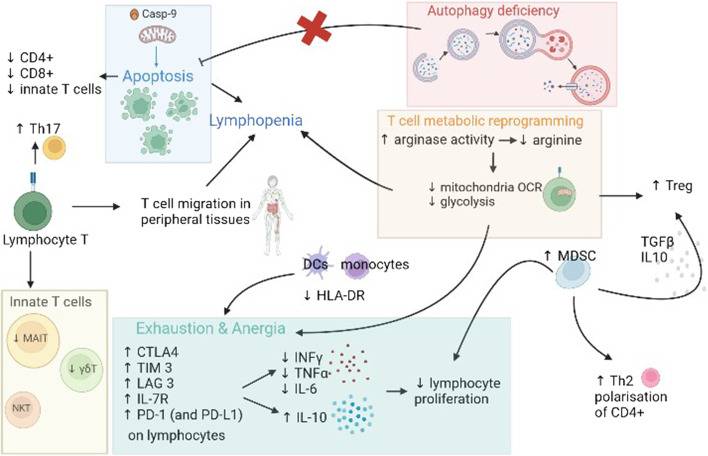 Casp-9
Apoptosis
Autophagy deficiency
↓ CD4+
↓ CD8+
↓ innate T cells
Lymphopenia
T cell metabolic reprogramming
↑ arginase activity → ↓ arginine
↓ mitochondria OCR
↓ glycolysis
↑ Th17
Lymphocyte T
T cell migration in
peripheral tissues
↑ Treg
TGFβ
IL10
↑ MDSC
DCs monocytes
↓ HLA-DR
Innate T cells
↓ MAIT
↓ γδT
NKT
Exhaustion & Anergia
↑ CTLA4
↑ TIM 3
↑ LAG 3
↑ IL-7R
↑ PD-1 (and PD-L1)
on lymphocytes
↓ INFγ
↓ TNFα
↓ IL-6
↑ IL-10
↓ lymphocyte
proliferation
↑ Th2
polarisation
of CD4+